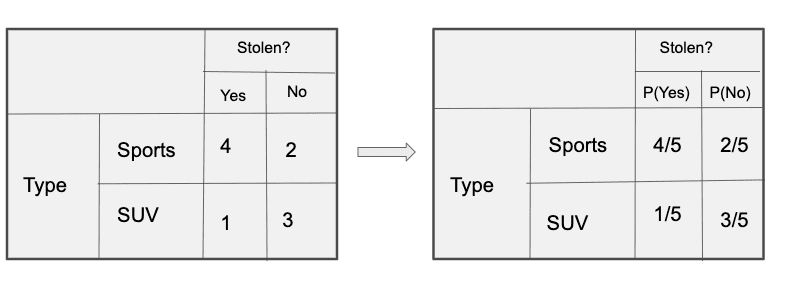 Stolen?
Yes No
Type
Sports 4 2
SUV 1 3
Stolen?
P(Yes) P(No)
Type
Sports 4/5 2/5
SUV 1/5 3/5